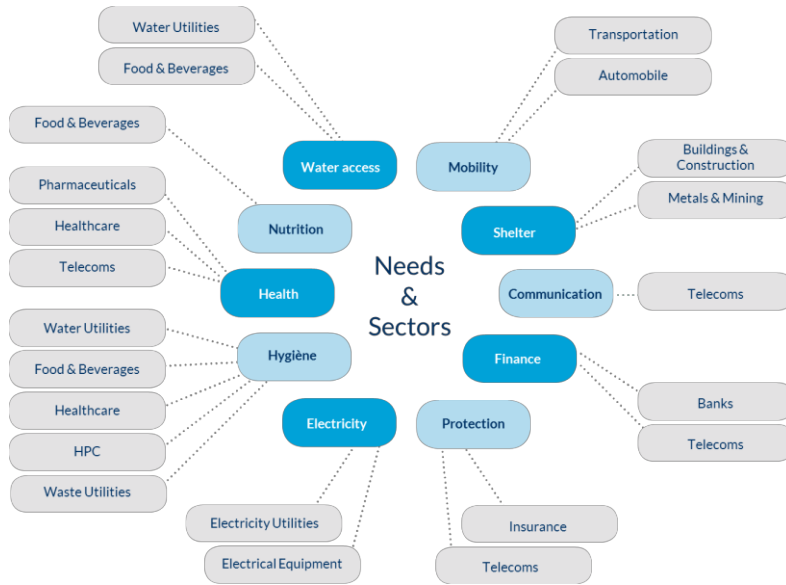 Water Utilities
Food & Beverages
Water access
Transportation
Automobile
Mobility
Food & Beverages
Nutrition
Buildings &
Construction
Metals & Mining
Shelter
Pharmaceuticals
Healthcare
Telecoms
Health
Needs
&
Sectors
Communication
Telecoms
Water Utilities
Food & Beverages
Healthcare
HPC
Waste Utilities
Hygiène
Finance
Banks
Telecoms
Electricity
Electricity Utilities
Electrical Equipment
Protection
Insurance
Telecoms